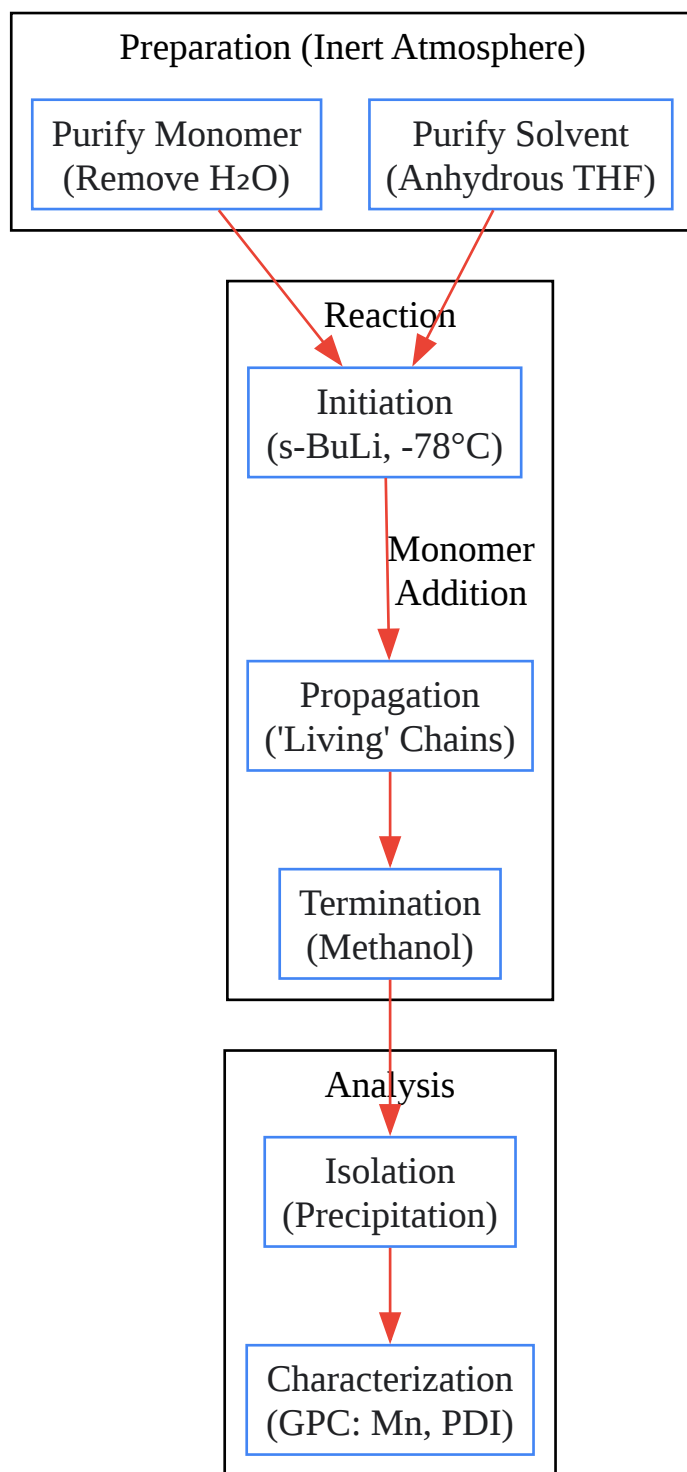 Preparation (Inert Atmosphere)
Purify Monomer
(Remove H₂O)
Purify Solvent
(Anhydrous THF)
Reaction
Initiation
(s-BuLi, -78°C)
Monomer
Addition
Propagation
('Living' Chains)
Termination
(Methanol)
Analysis
Isolation
(Precipitation)
Characterization
(GPC: Mn, PDI)